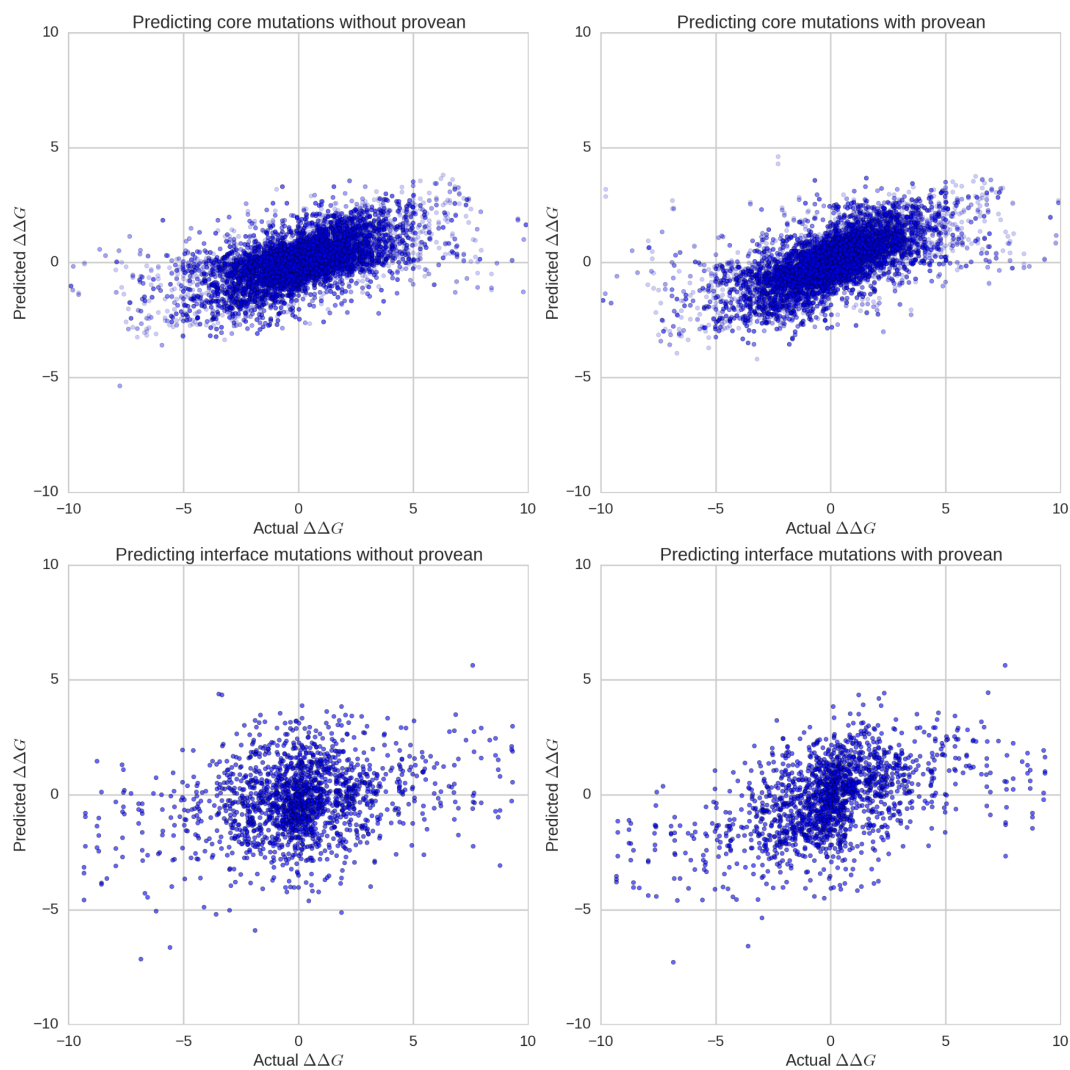 Predicting core mutations without provean
10
5
0
−5
−10
Predicted ΔΔG
−10 −5 0 5 10
Actual ΔΔG
Predicting core mutations with provean
10
5
0
−5
−10
Predicted ΔΔG
−10 −5 0 5 10
Actual ΔΔG
Predicting interface mutations without provean
10
5
0
−5
−10
Predicted ΔΔG
−10 −5 0 5 10
Actual ΔΔG
Predicting interface mutations with provean
10
5
0
−5
−10
Predicted ΔΔG
−10 −5 0 5 10
Actual ΔΔG